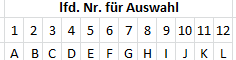 lfd. Nr. für Auswahl
1 2 3 4 5 6 7 8 9 10 11 12
A B C D E F G H I J K L